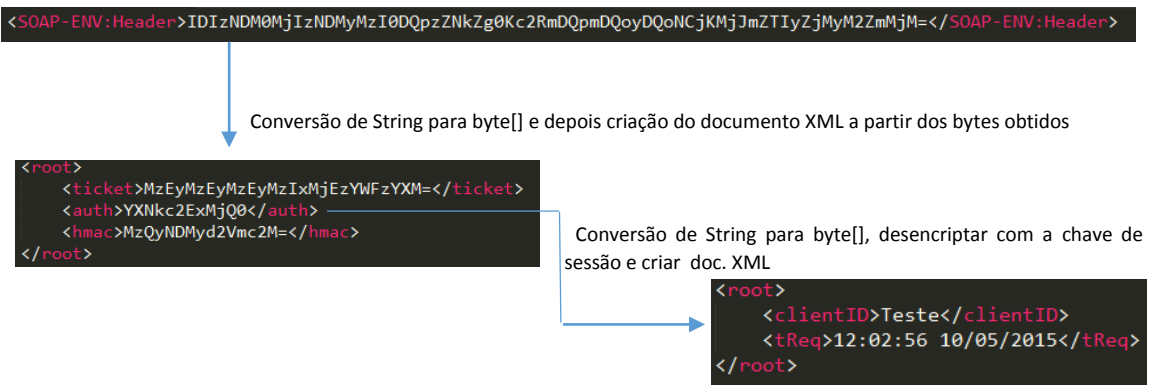 <SOAP-ENV:Header>IDIzNDM0MjIzNDMyMzI0DQpzZNkZg0Kc2RmDQpmDQoyDQoNCjKMjJmZTIyZjMyM2ZmMjM=</SOAP-ENV:Header>
Conversão de String para byte[] e depois criação do documento XML a partir dos bytes obtidos
<root>
<ticket>MzEyMzEyMzEyMzIxMjEzYWFzYXM=</ticket>
<auth>YXNkc2ExMjQ0</auth>
<hmac>MzQyNDMyd2Vmc2M=</hmac>
</root>
Conversão de String para byte[], desencriptar com a chave de
sessão e criar doc. XML
<root>
<clientID>Teste</clientID>
<tReq>12:02:56 10/05/2015</tReq>
</root>